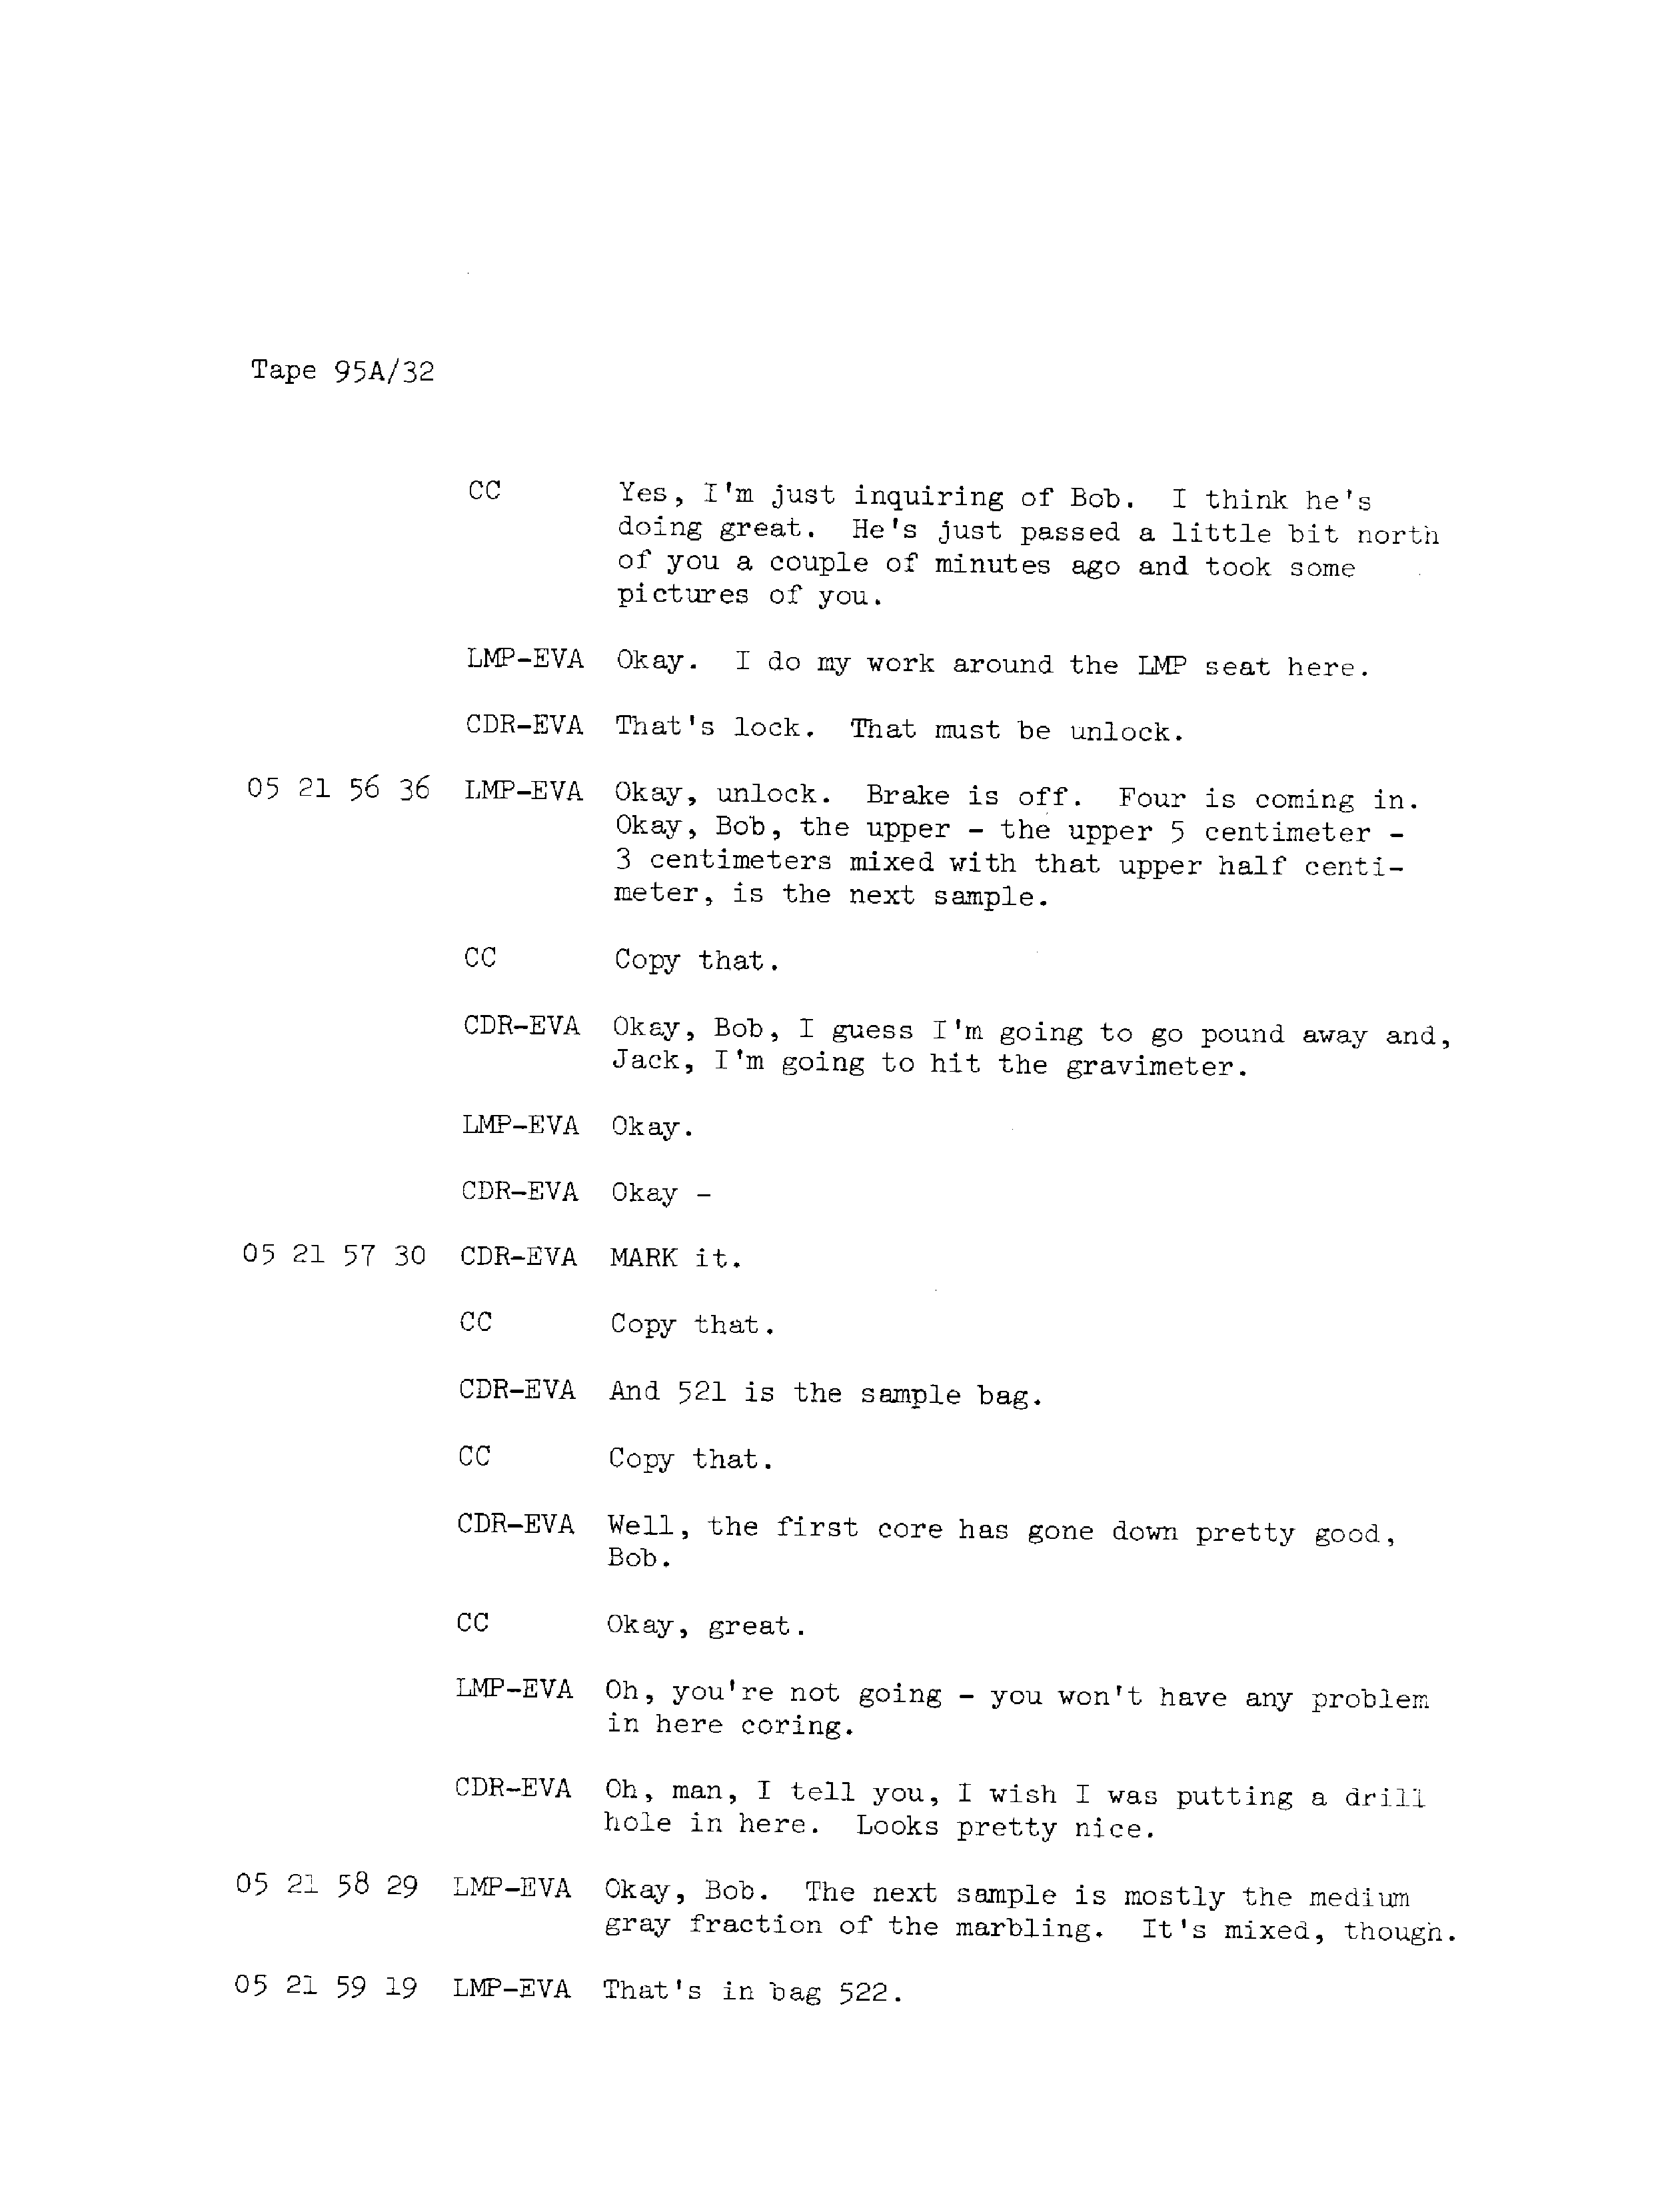 Tape 95A/32
CC Yes, I'm just inquiring of Bob. I think he's
doing great. He's just passed a little bit north
of you a couple of minutes ago and took some
pictures of you.
LMP-EVA Okay. I do my work around the LMP seat here.
CDR-EVA That's lock. That must be unlock.
05 21 56 36 LMP-EVA Okay, unlock. Brake is off. Four is coming in.
Okay, Bob, the upper - the upper 5 centimeter -
3 centimeters mixed with that upper half centi-
meter, is the next sample.
CC Copy that.
CDR-EVA Okay, Bob, I guess I'm going to go pound away and,
Jack, I'm going to hit the gravimeter.
LMP-EVA Okay.
CDR-EVA Okay -
05 21 57 30 CDR-EVA MARK it.
CC Copy that.
CDR-EVA And 521 is the sample bag.
CC Copy that.
CDR-EVA Well, the first core has gone down pretty good,
Bob.
CC Okay, great.
LMP-EVA Oh, you're not going - you won't have any problem
in here coring.
CDR-EVA Oh, man, I tell you, I wish I was putting a drill
hole in here. Looks pretty nice.
05 21 58 29 LMP-EVA Okay, Bob. The next sample is mostly the medium
gray fraction of the marbling. It's mixed, though.
05 21 59 19 LMP-EVA That's in bag 522.